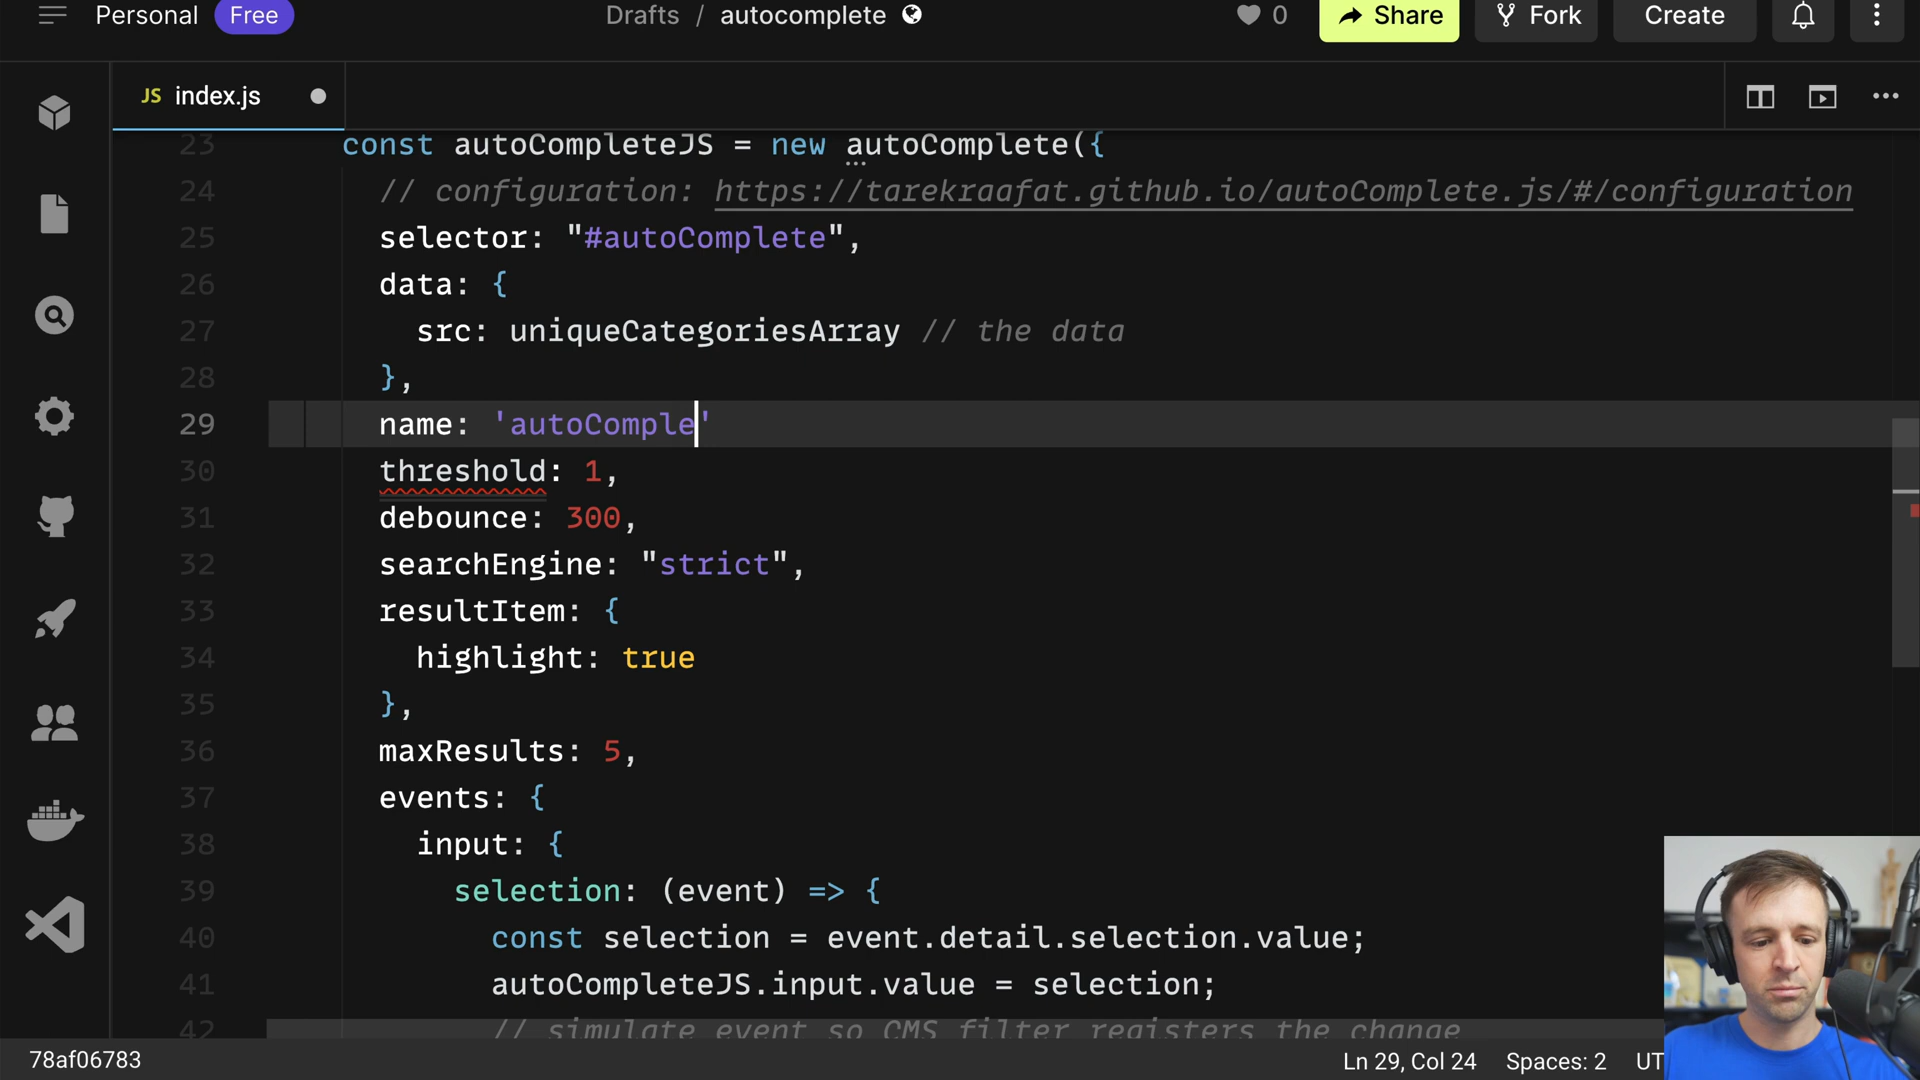 Personal Free Drafts / autocomplete 0 Share Fork Create
JS index.js
23 const autoCompleteJS = new autoComplete({
24 // configuration: https://tarekraafat.github.io/autoComplete.js/#/configuration
25 selector: "#autoComplete",
26 data: {
27 src: uniqueCategoriesArray // the data
28 },
29 name: 'autoComple'
30 threshold: 1,
31 debounce: 300,
32 searchEngine: "strict",
33 resultItem: {
34 highlight: true
35 },
36 maxResults: 5,
37 events: {
38 input: {
39 selection: (event) => {
40 const selection = event.detail.selection.value;
41 autoCompleteJS.input.value = selection;
42 // simulate event so CMS filter registers the change
78af06783 Ln 29, Col 24 Spaces: 2 UT